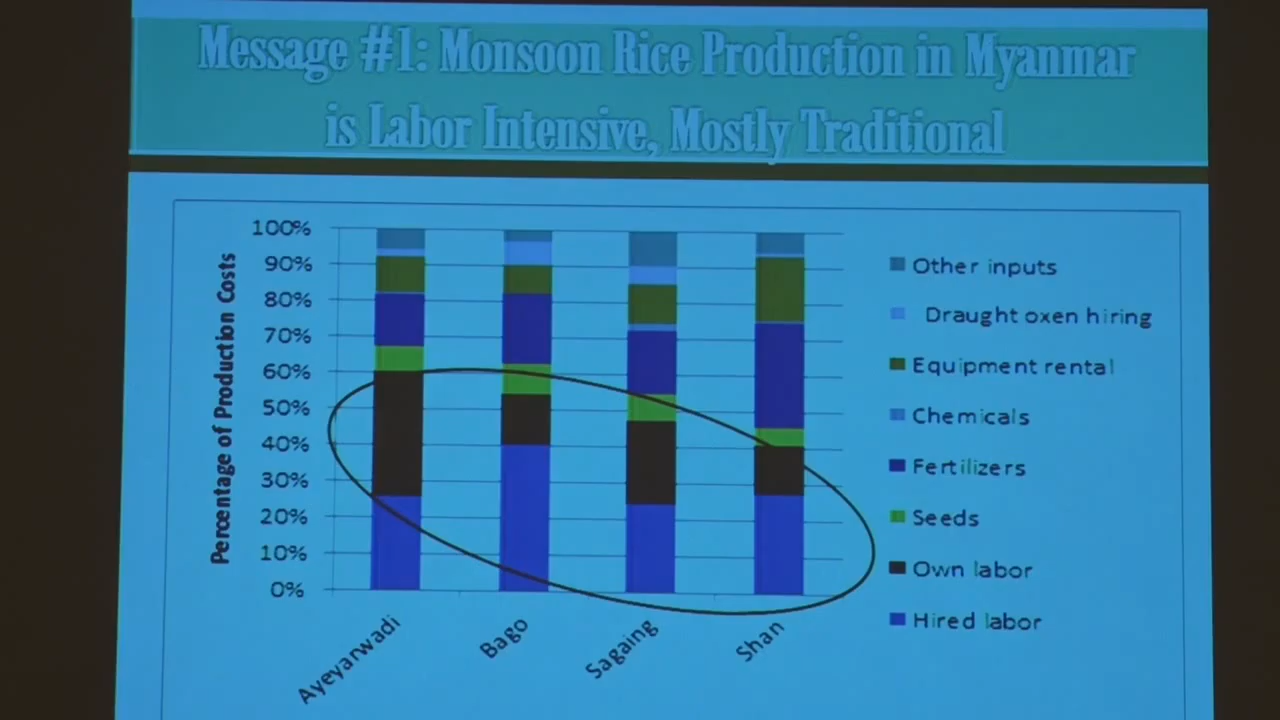 Message #1: Monsoon Rice Production in Myanmar
is Labor Intensive, Mostly Traditional
Percentage of Production Costs
100%
90%
80%
70%
60%
50%
40%
30%
20%
10%
0%
Ayeyarwadi
Bago
Sagaing
Shan
Other inputs
Draught oxen hiring
Equipment rental
Chemicals
Fertilizers
Seeds
Own labor
Hired labor